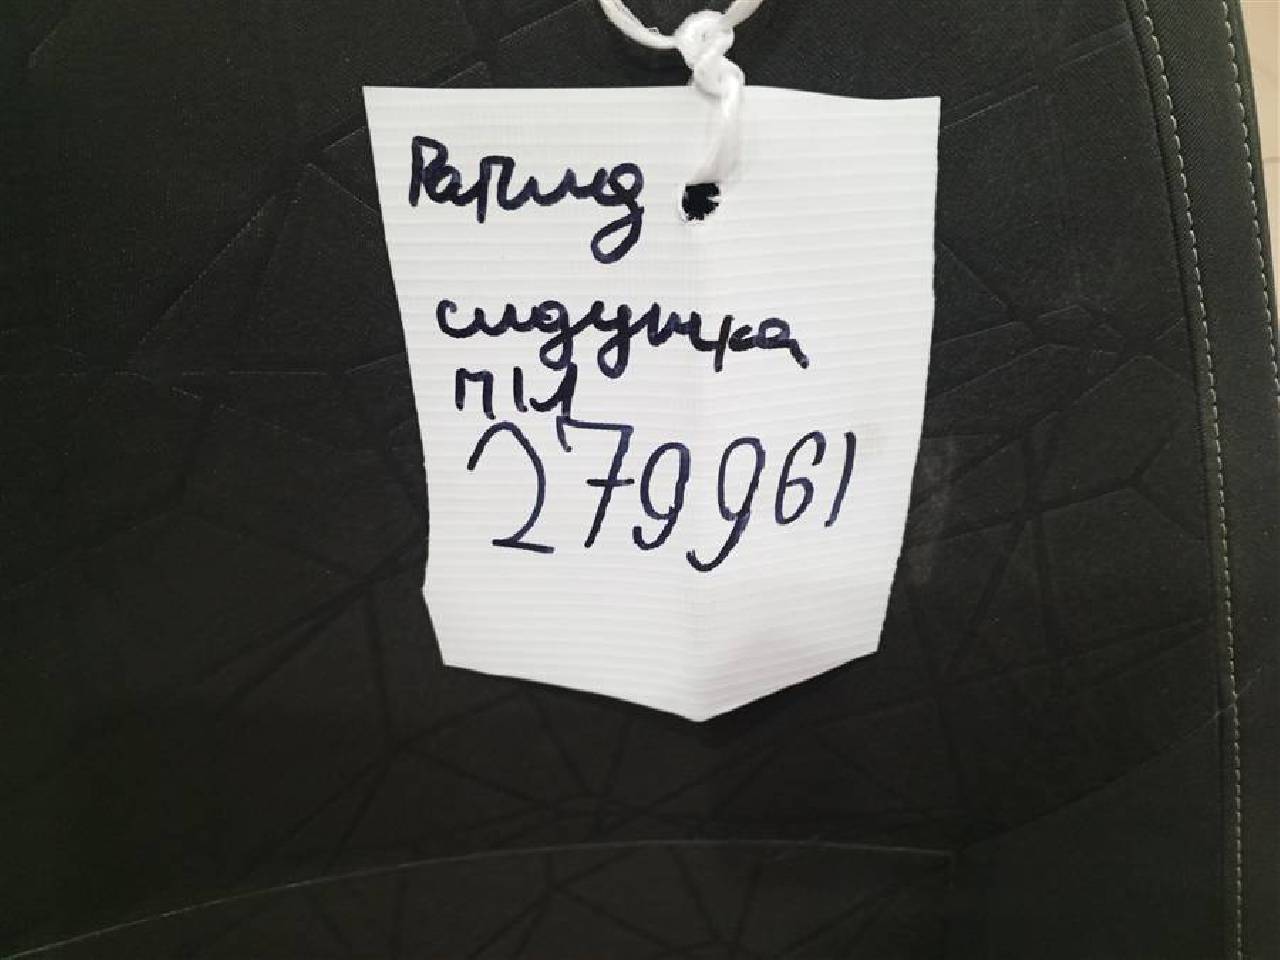 Рапид
сидушка
П/Л
279961